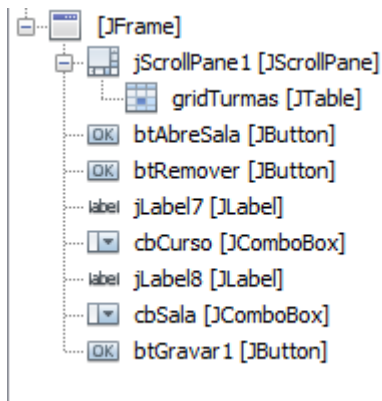 [JFrame]
jScrollPane1 [JScrollPane]
gridTurmas [JTable]
OK btAbreSala [JButton]
OK btRemover [JButton]
label jLabel7 [JLabel]
cbCurso [JComboBox]
label jLabel8 [JLabel]
cbSala [JComboBox]
OK btGravar1 [JButton]